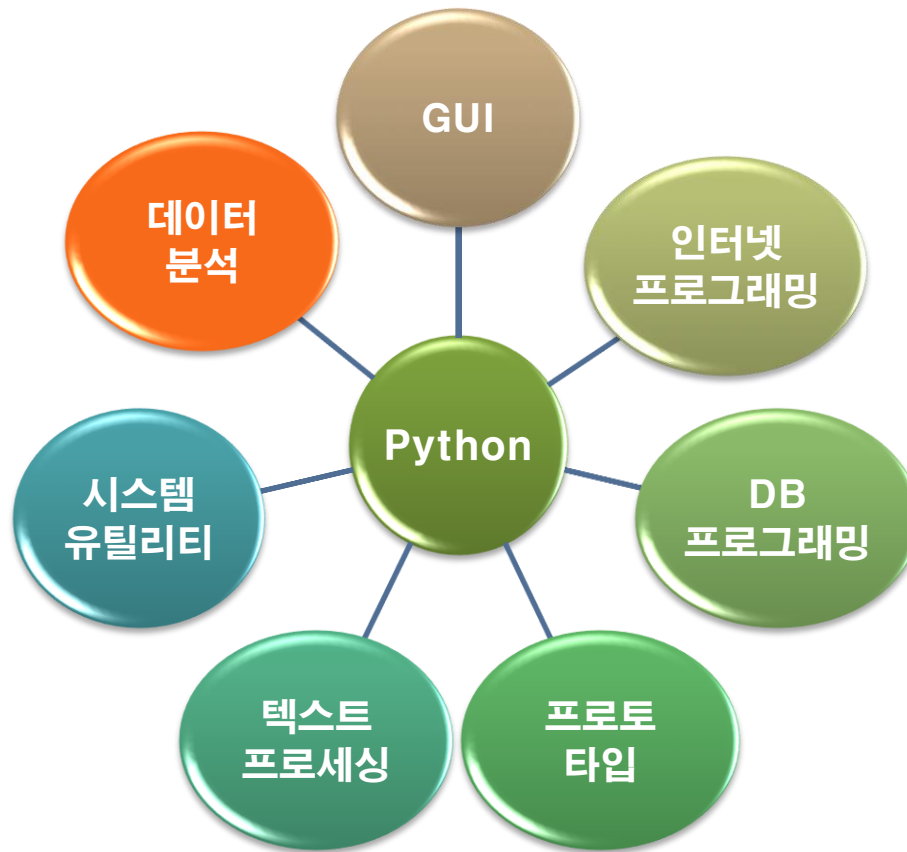 GUI
인터넷
프로그래밍
DB
프로그래밍
프로토
타입
텍스트
프로세싱
시스템
유틸리티
데이터
분석
Python